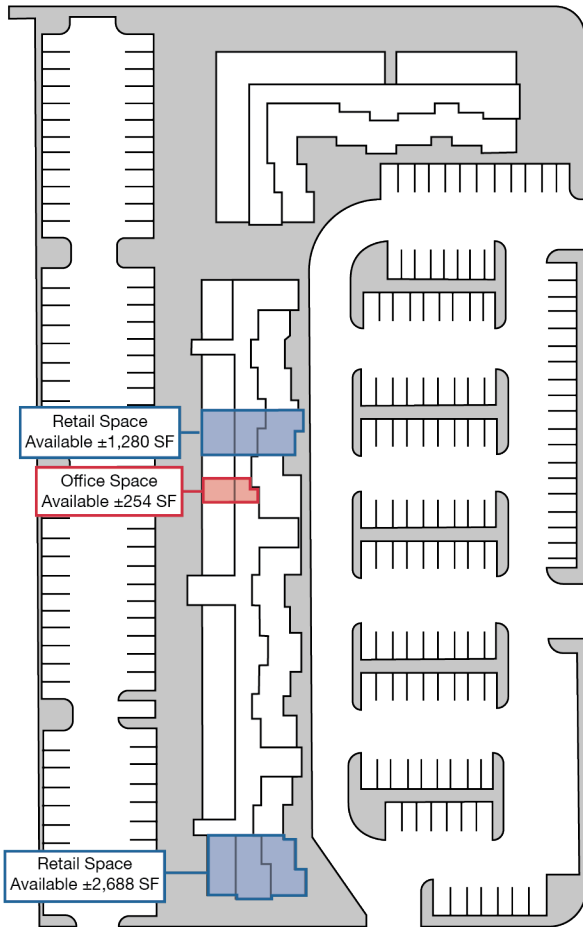 Retail Space
Available ±1,280 SF
Office Space
Available ±254 SF
Retail Space
Available ±2,688 SF